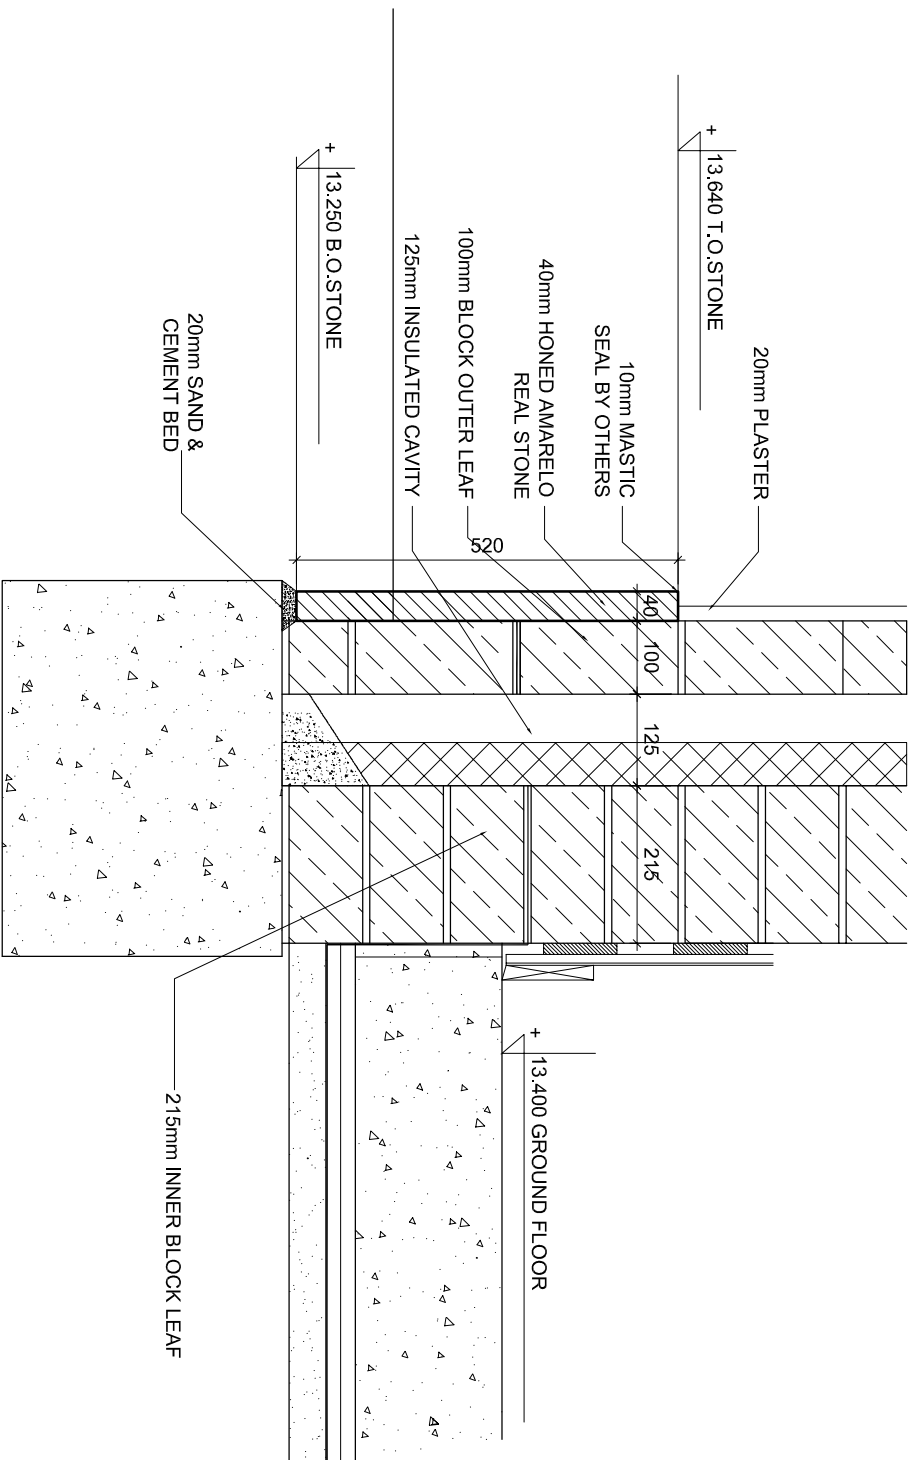 20mm PLASTER
+
13.640 T.O.STONE
10mm MASTIC
SEAL BY OTHERS
40mm HONED AMARELO
REAL STONE
100mm BLOCK OUTER LEAF
125mm INSULATED CAVITY
+
13.250 B.O.STONE
20mm SAND &
CEMENT BED
520
40
100
125
215
+
13.400 GROUND FLOOR
215mm INNER BLOCK LEAF